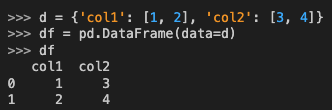 >>> d = {'col1': [1, 2], 'col2': [3, 4]}
>>> df = pd.DataFrame(data=d)
>>> df
   col1  col2
0     1     3
1     2     4